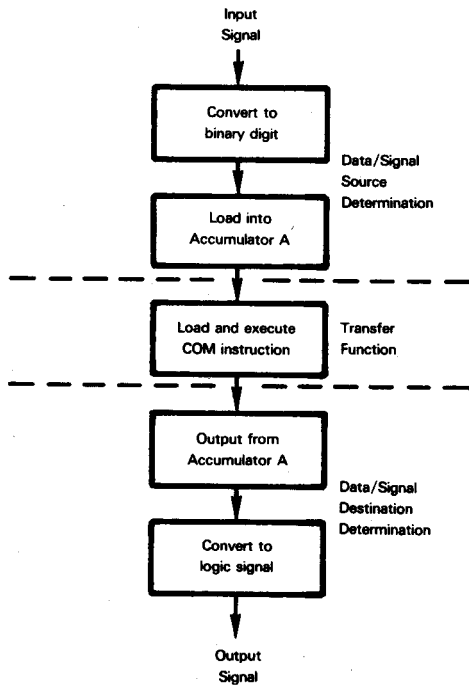 Input
Signal
Convert to
binary digit
Data/Signal
Source
Determination
Load into
Accumulator A
Load and execute
COM instruction
Transfer
Function
Output from
Accumulator A
Data/Signal
Destination
Determination
Convert to
logic signal
Output
Signal